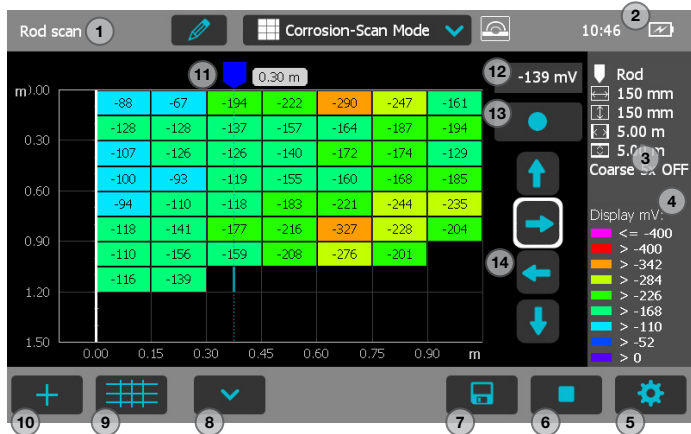 Rod scan 1 Corrosion-Scan Mode 10:46 2
11 0.30 m 12 -139 mV
m 0.00
-88 -67 -194 -222 -290 -247 -161
-128 -128 -137 -157 -164 -187 -194
0.30
-107 -126 -126 -140 -172 -174 -129
-100 -93 -119 -155 -160 -168 -185
0.60
-94 -110 -118 -183 -221 -244 -235
-118 -141 -177 -216 -327 -228 -204
0.90
-110 -156 -159 -208 -276 -201
-116 -139
1.20
1.50
0.00 0.15 0.30 0.45 0.60 0.75 0.90 m
13
14
Rod
150 mm
150 mm
5.00 m
5.00 m
3
Coarse 5x OFF
4
Display mV:
<= -400
> -400
> -342
> -284
> -226
> -168
> -110
> -52
> 0
10 9 8 7 6 5